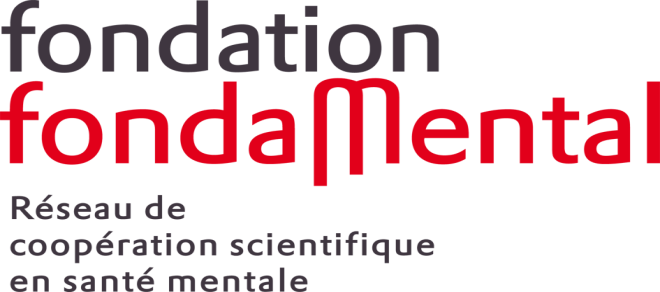 fondation
fondaMental
Réseau de
coopération scientifique
en santé mentale